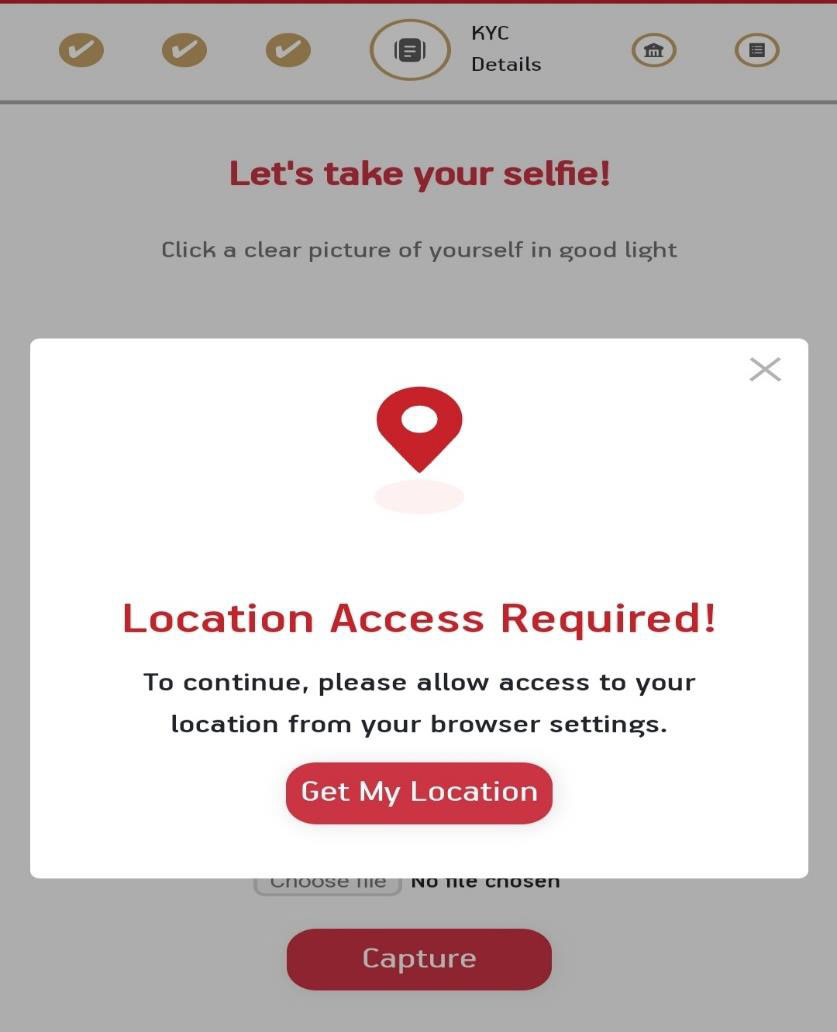 KYC
Details
Let's take your selfie!
Click a clear picture of yourself in good light
Location Access Required!
To continue, please allow access to your
location from your browser settings.
Get My Location
Choose file No file chosen
Capture